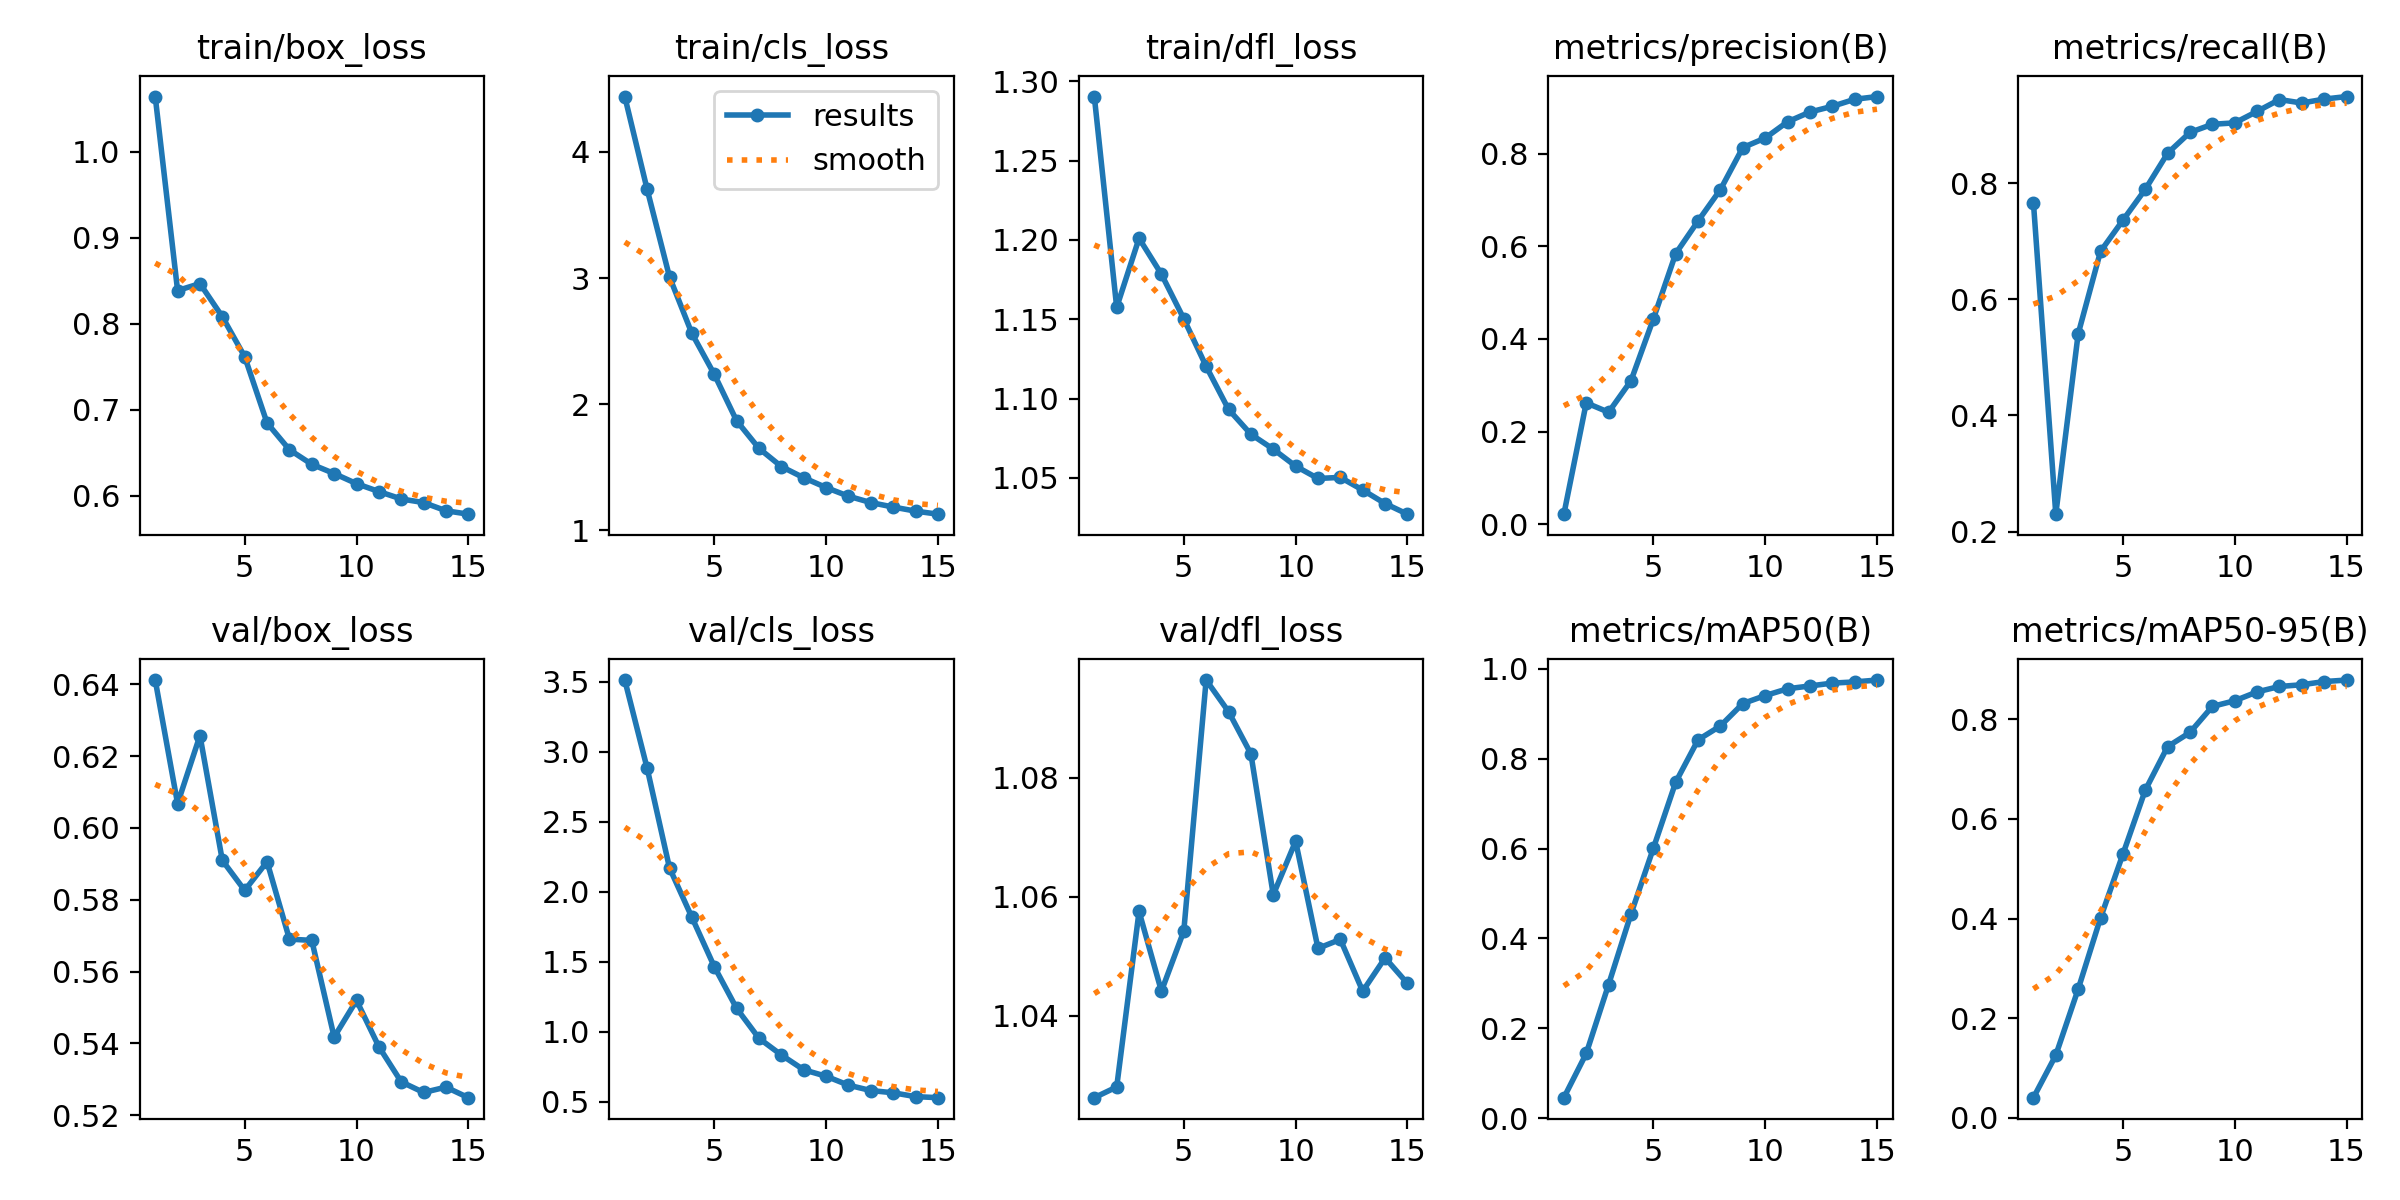 train/box_loss
1.0
0.9
0.8
0.7
0.6
5 10 15
train/cls_loss
results
smooth
4
3
2
1
5 10 15
train/dfl_loss
1.30
1.25
1.20
1.15
1.10
1.05
5 10 15
metrics/precision(B)
0.8
0.6
0.4
0.2
0.0
5 10 15
metrics/recall(B)
0.8
0.6
0.4
0.2
5 10 15
val/box_loss
0.64
0.62
0.60
0.58
0.56
0.54
0.52
5 10 15
val/cls_loss
3.5
3.0
2.5
2.0
1.5
1.0
0.5
5 10 15
val/dfl_loss
1.08
1.06
1.04
5 10 15
metrics/mAP50(B)
1.0
0.8
0.6
0.4
0.2
0.0
5 10 15
metrics/mAP50-95(B)
0.8
0.6
0.4
0.2
0.0
5 10 15